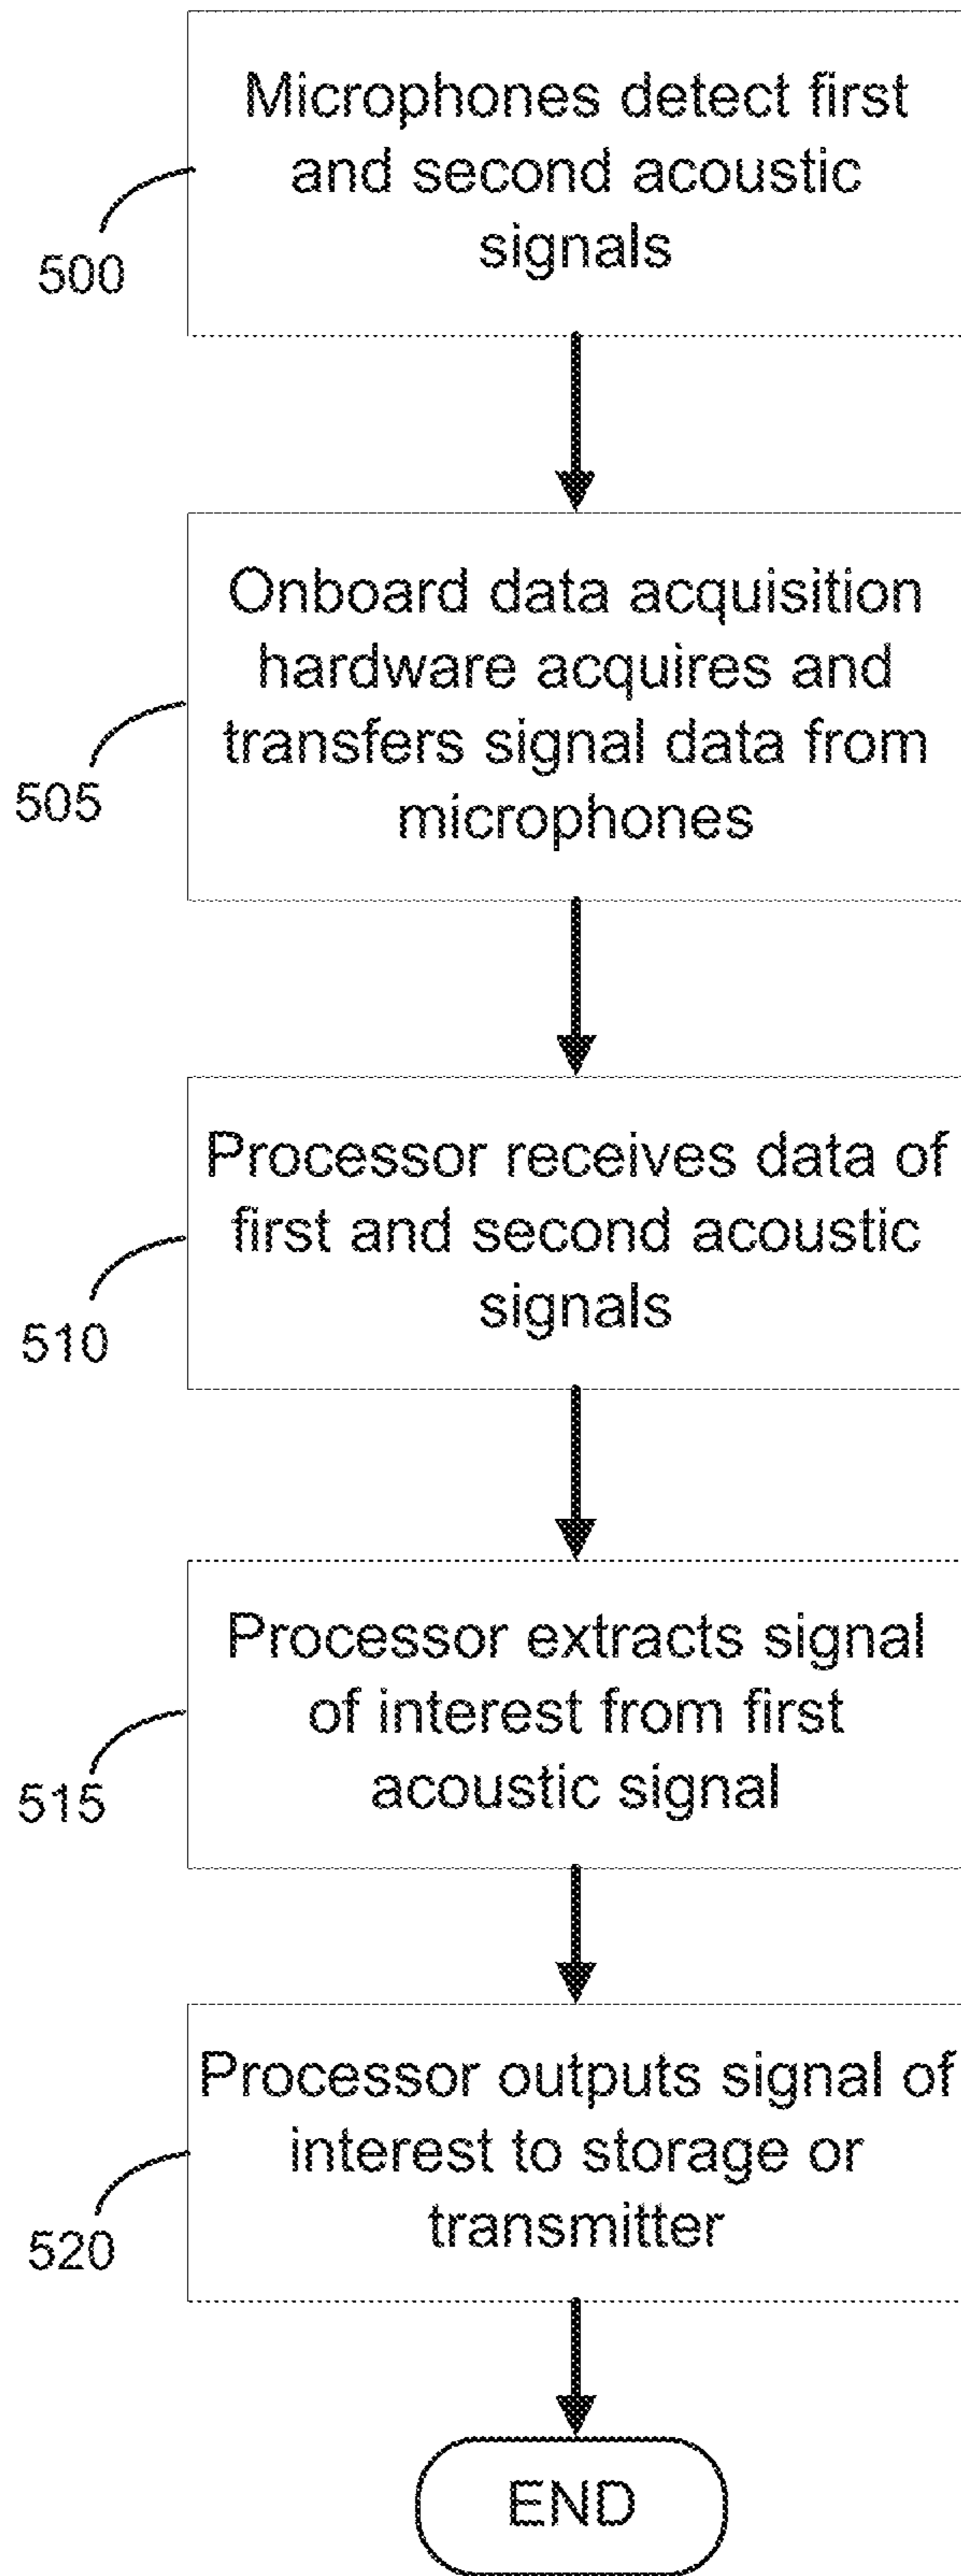 Microphones detect first
and second acoustic
signals
500
Onboard data acquisition
hardware acquires and
transfers signal data from
microphones
505
Processor receives data of
first and second acoustic
signals
510
Processor extracts signal
of interest from first
acoustic signal
515
Processor outputs signal of
interest to storage or
transmitter
520
END